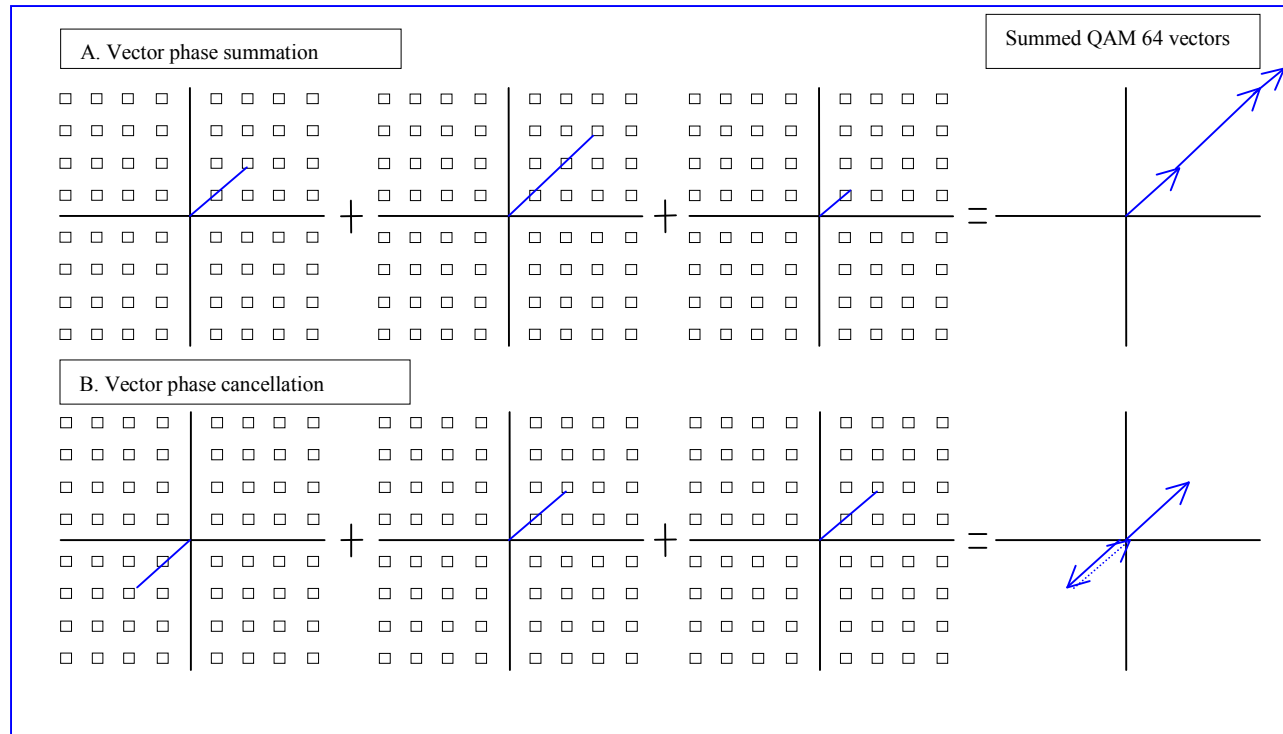 A. Vector phase summation
Summed QAM 64 vectors
+ + =
B. Vector phase cancellation
+ + =